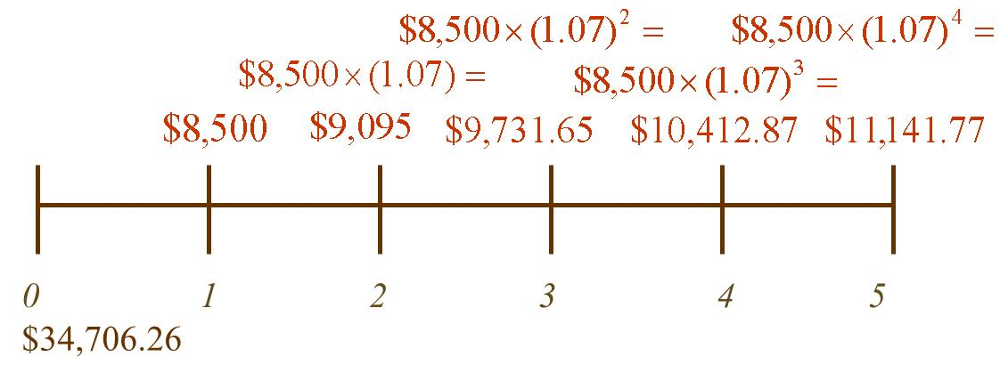 $8,500×(1.07)² = $8,500×(1.07)⁴ =
$8,500×(1.07) = $8,500×(1.07)³ =
$8,500 $9,095 $9,731.65 $10,412.87 $11,141.77
0 1 2 3 4 5
$34,706.26